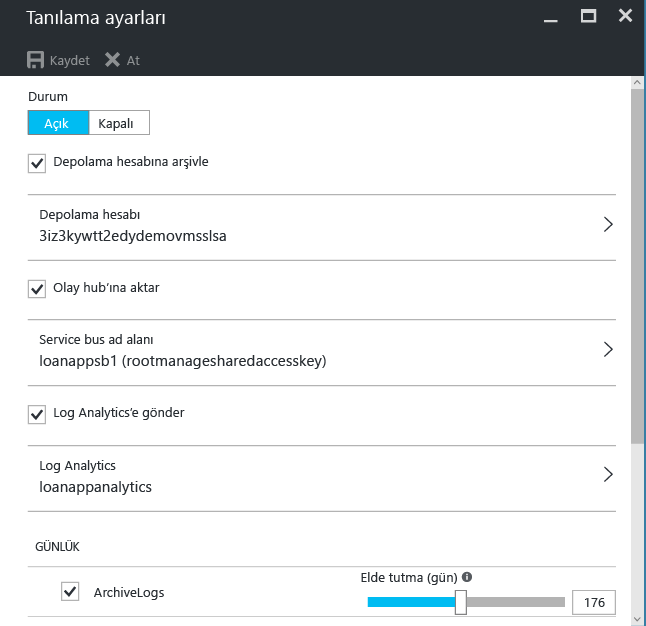 Tanılama ayarları
Kaydet At
Durum
Açık Kapalı
Depolama hesabına arşivle
Depolama hesabı
3iz3kywtt2edydemovmsslsa
Olay hub'ına aktar
Service bus ad alanı
loanappsb1 (rootmanagesharedaccesskey)
Log Analytics'e gönder
Log Analytics
loanappanalytics
GÜNLÜK
Elde tutma (gün)
ArchiveLogs
176